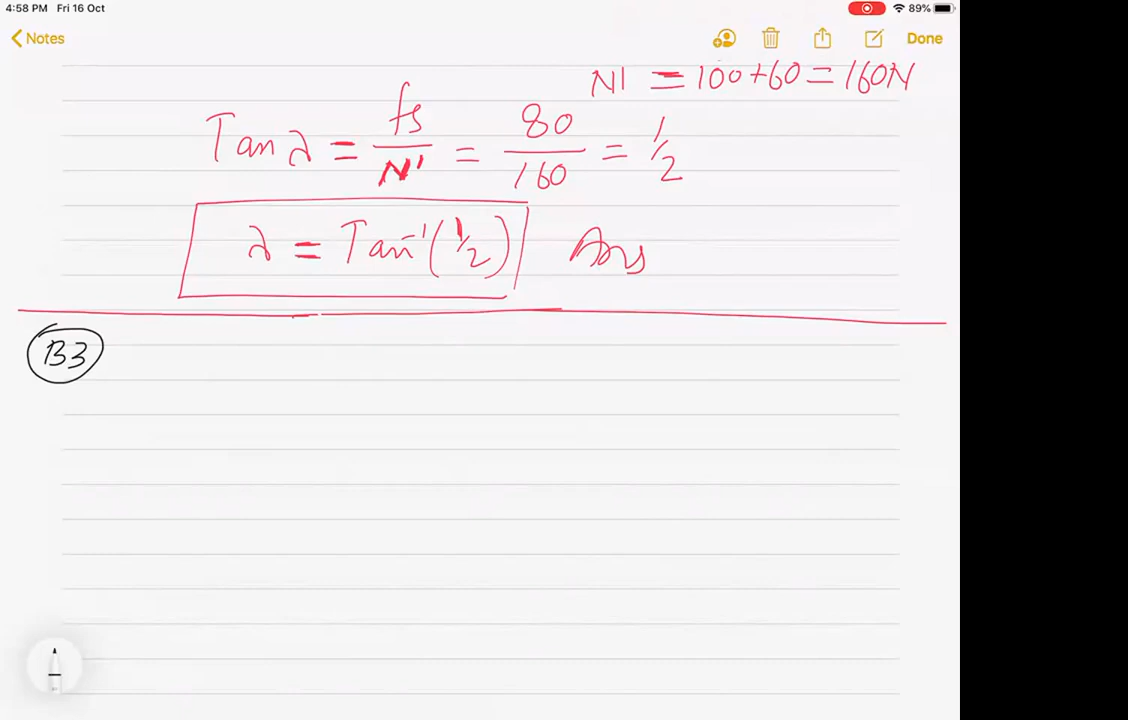 4:58 PM Fri 16 Oct 89%
Notes Done
N' = 100+60 = 160N
Tan λ = fs/N' = 80/160 = 1/2
λ = Tan⁻¹(1/2) Ans
B3